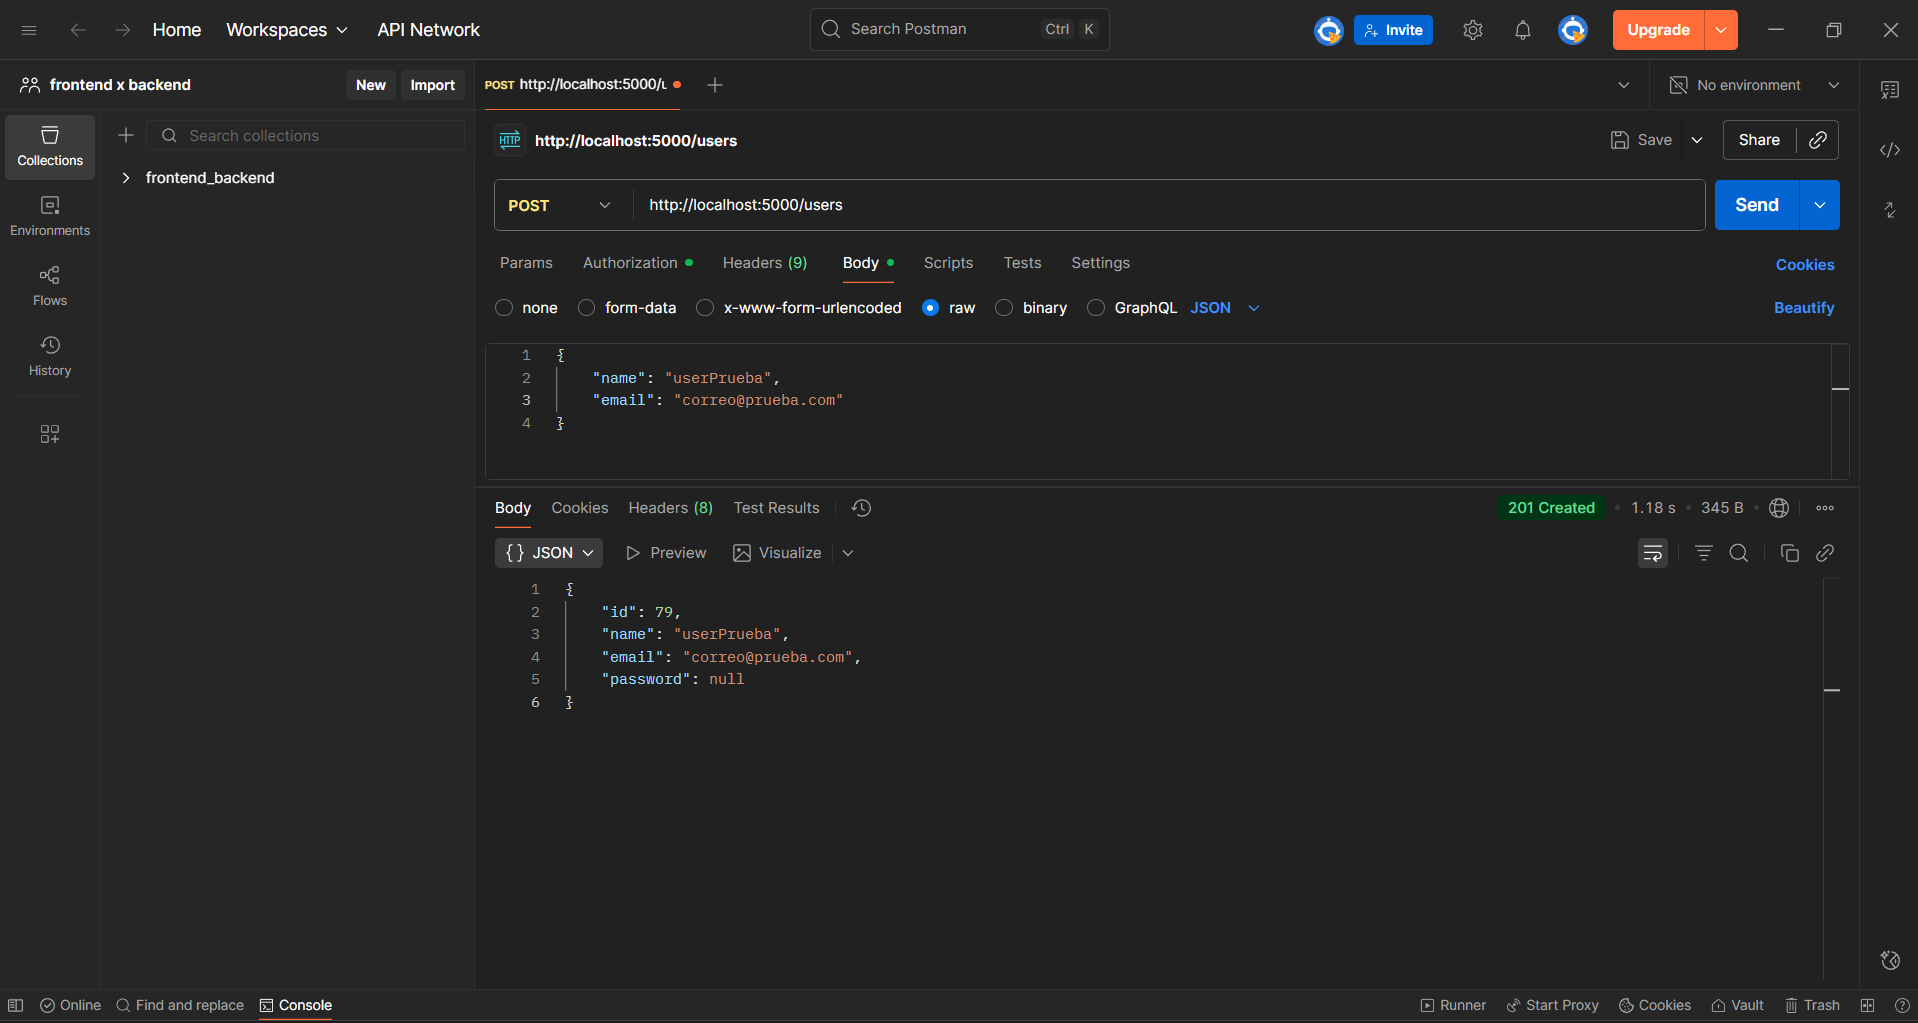 Home Workspaces API Network Search Postman Ctrl K Invite Upgrade
frontend x backend New Import POST http://localhost:5000/u No environment
Search collections
HTTP http://localhost:5000/users Save Share
Collections
frontend_backend
POST http://localhost:5000/users Send
Environments
Params Authorization Headers (9) Body Scripts Tests Settings Cookies
Flows
none form-data x-www-form-urlencoded raw binary GraphQL JSON Beautify
History
1 {
2 "name": "userPrueba",
3 "email": "correo@prueba.com"
4 }
Body Cookies Headers (8) Test Results 201 Created 1.18 s 345 B
{} JSON Preview Visualize
1 {
2 "id": 79,
3 "name": "userPrueba",
4 "email": "correo@prueba.com",
5 "password": null
6 }
Online Find and replace Console Runner Start Proxy Cookies Vault Trash